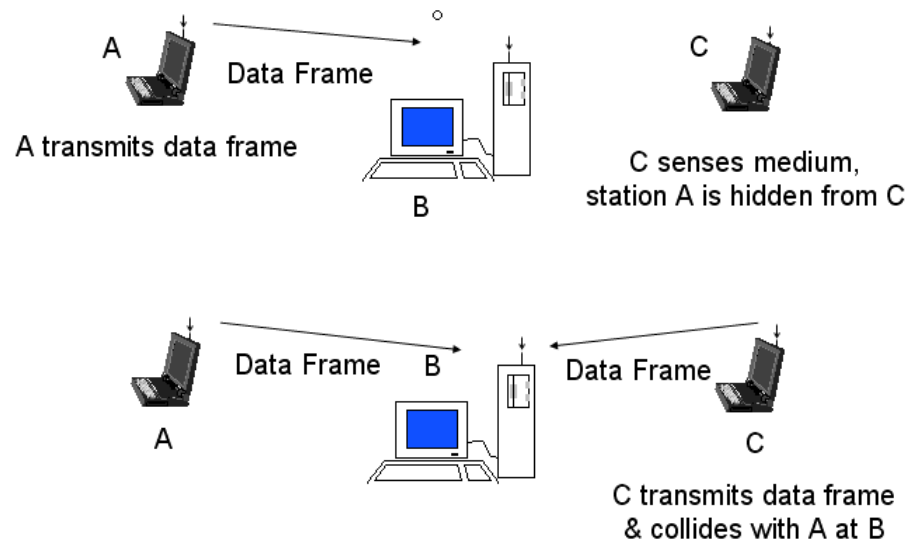 A
Data Frame
C
A transmits data frame
B
C senses medium,
station A is hidden from C
Data Frame
B
Data Frame
A
C
C transmits data frame
& collides with A at B